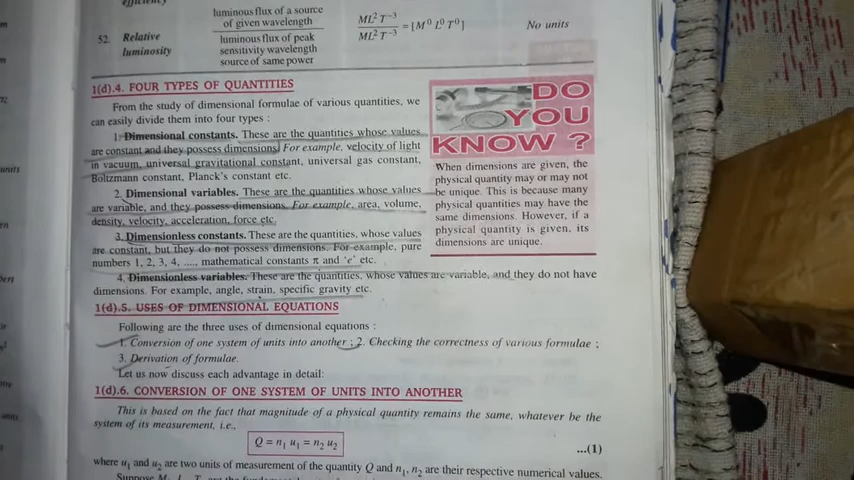 efficiency
52. Relative luminosity
luminous flux of a source
of given wavelength
luminous flux of peak
sensitivity wavelength
source of same power
ML² T⁻³ / ML² T⁻³ = [M⁰ L⁰ T⁰]
No units
1(d).4. FOUR TYPES OF QUANTITIES
From the study of dimensional formulae of various quantities, we
can easily divide them into four types :
1. Dimensional constants. These are the quantities whose values
are constant and they possess dimensions. For example, velocity of light
in vacuum, universal gravitational constant, universal gas constant,
Boltzmann constant, Planck's constant etc.
2. Dimensional variables. These are the quantities whose values
are variable, and they possess dimensions. For example, area, volume,
density, velocity, acceleration, force etc.
3. Dimensionless constants. These are the quantities, whose values
are constant, but they do not possess dimensions. For example, pure
numbers 1, 2, 3, 4, ...., mathematical constants π and 'e' etc.
DO
YOU
KNOW ?
When dimensions are given, the
physical quantity may or may not
be unique. This is because many
physical quantities may have the
same dimensions. However, if a
physical quantity is given, its
dimensions are unique.
4. Dimensionless variables. These are the quantities, whose values are variable, and they do not have
dimensions. For example, angle, strain, specific gravity etc.
1(d).5. USES OF DIMENSIONAL EQUATIONS
Following are the three uses of dimensional equations :
1. Conversion of one system of units into another ; 2. Checking the correctness of various formulae ;
3. Derivation of formulae.
Let us now discuss each advantage in detail:
1(d).6. CONVERSION OF ONE SYSTEM OF UNITS INTO ANOTHER
This is based on the fact that magnitude of a physical quantity remains the same, whatever be the
system of its measurement, i.e.,
Q = n₁ u₁ = n₂ u₂ ...(1)
where u₁ and u₂ are two units of measurement of the quantity Q and n₁, n₂ are their respective numerical values.